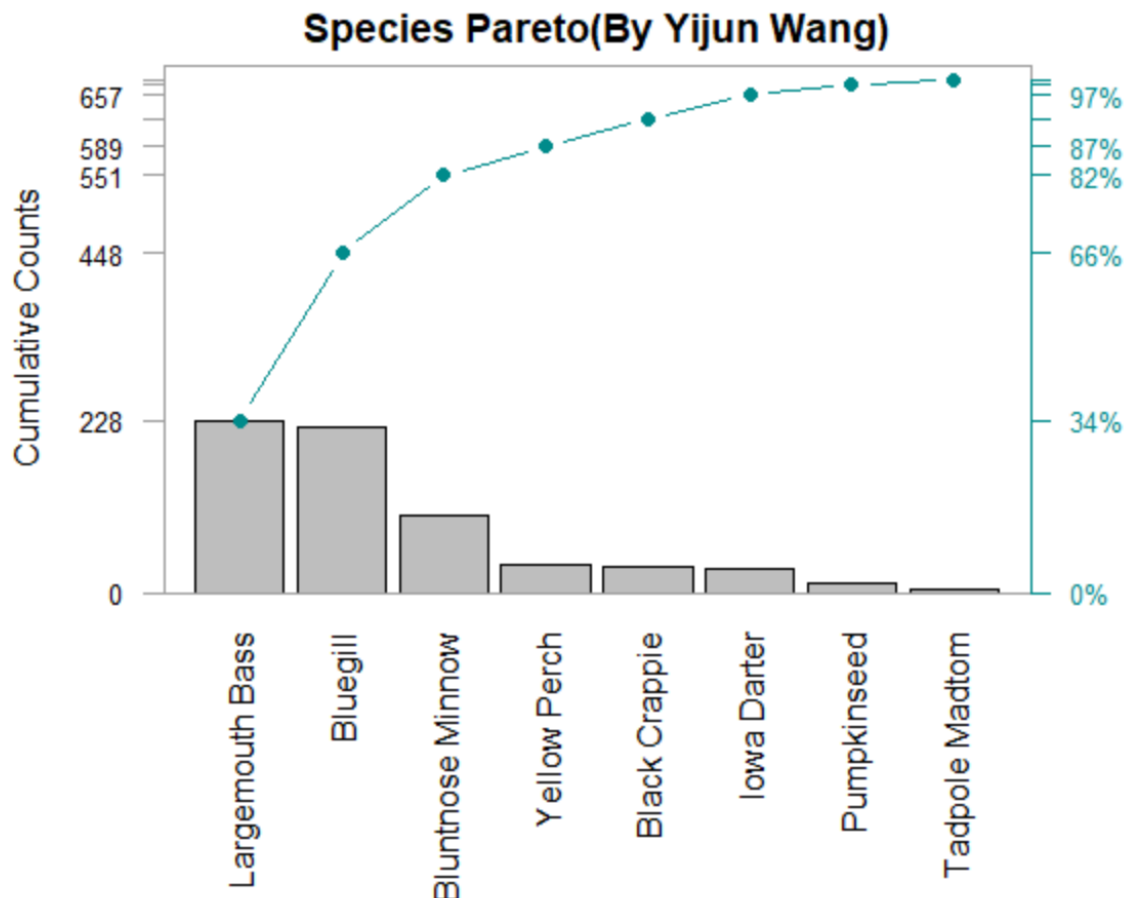 Species Pareto(By Yijun Wang)
Cumulative Counts
657
589
551
448
228
0
97%
87%
82%
66%
34%
0%
Largemouth Bass
Bluegill
Bluntnose Minnow
Yellow Perch
Black Crappie
Iowa Darter
Pumpkinseed
Tadpole Madtom